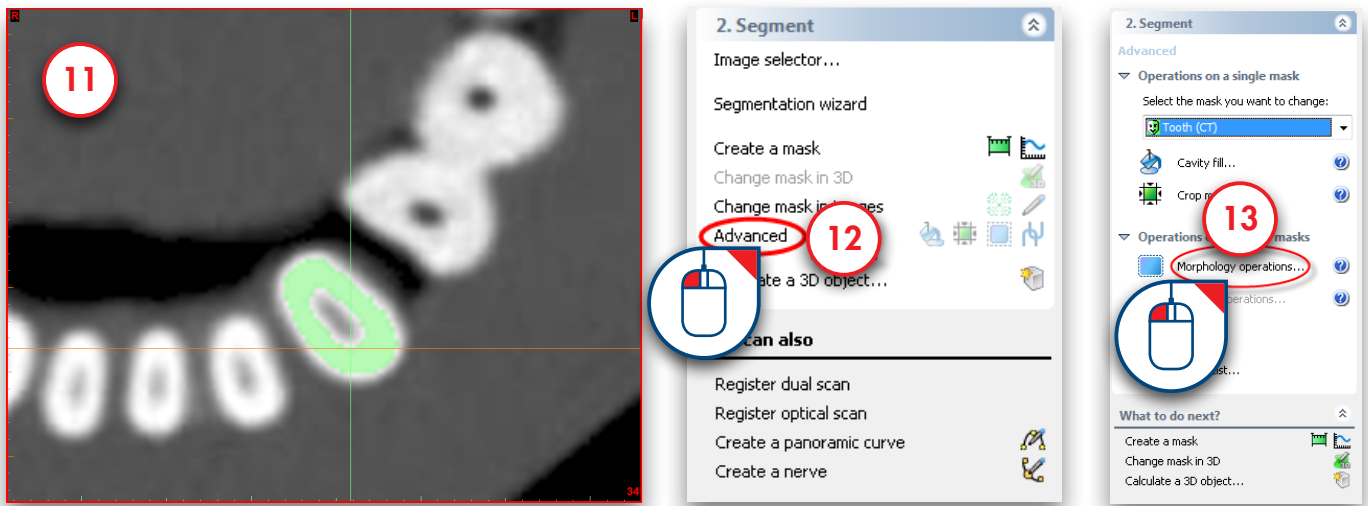 R
L
11
34
2. Segment
Image selector...
Segmentation wizard
Create a mask
Change mask in 3D
Change mask in images
Advanced
12
ate a 3D object...
can also
Register dual scan
Register optical scan
Create a panoramic curve
Create a nerve
2. Segment
Advanced
Operations on a single mask
Select the mask you want to change:
Tooth (CT)
Cavity fill...
Crop m
13
Operations masks
Morphology operations...
perations...
st...
What to do next?
Create a mask
Change mask in 3D
Calculate a 3D object...